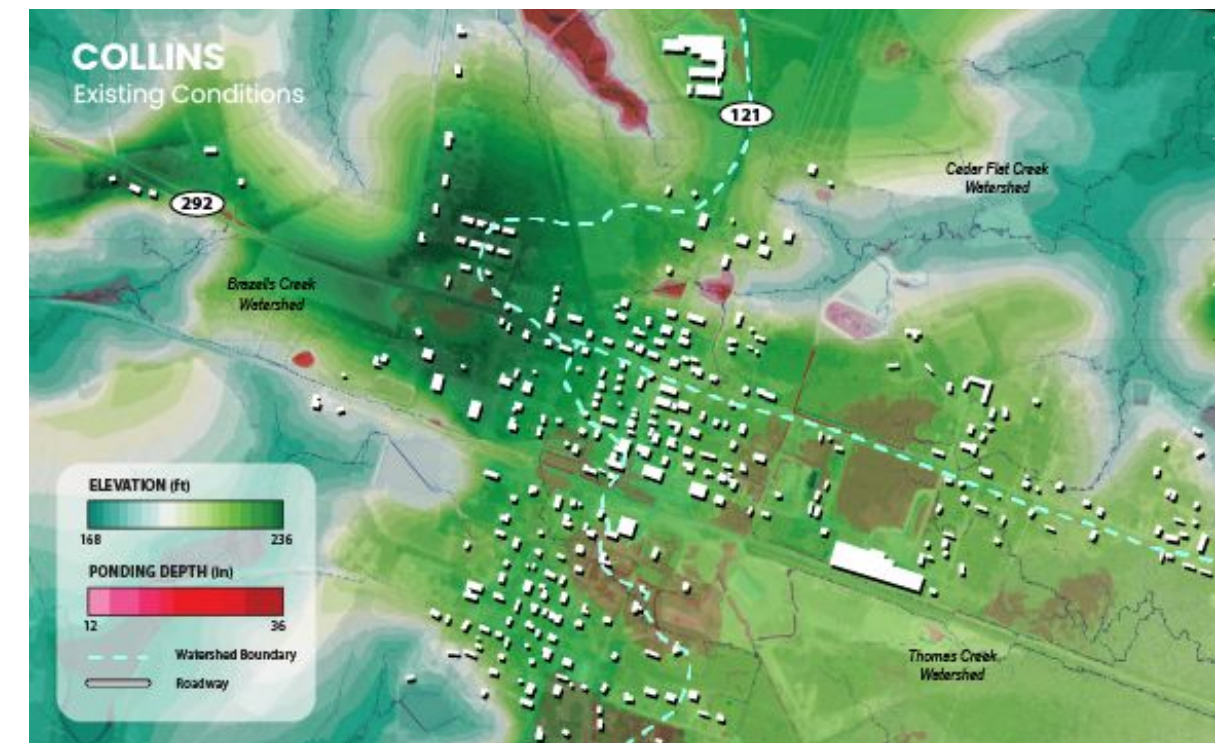 COLLINS
Existing Conditions
121
Cedar Flat Creek
Watershed
292
Brazells Creek
Watershed
ELEVATION (ft)
168 236
PONDING DEPTH (in)
12 36
Watershed Boundary
Roadway
Thomas Creek
Watershed